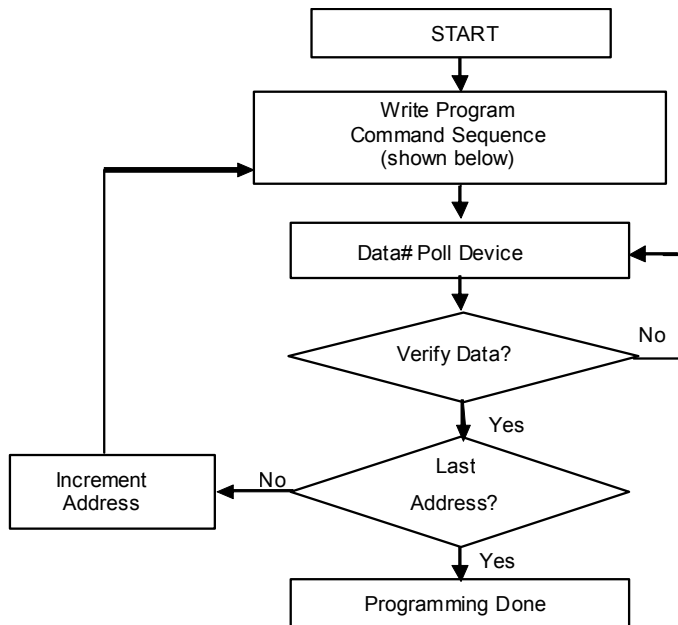 START
Write Program
Command Sequence
(shown below)
Data# Poll Device
Verify Data?
No
Yes
Increment
Address
No
Last
Address?
Yes
Programming Done